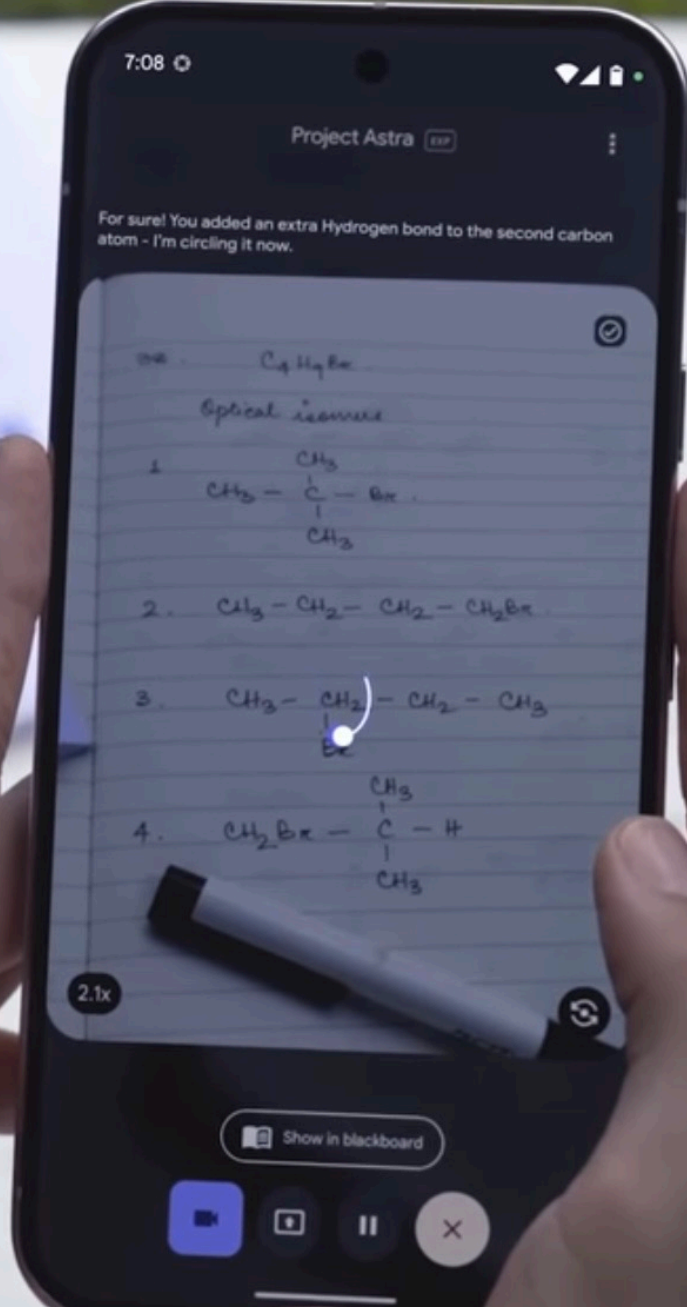 7:08
Project Astra EXP
For sure! You added an extra Hydrogen bond to the second carbon
atom - I'm circling it now.
C4H9Br
Optical isomers
CH3
1 CH3 - C - Br.
CH3
2. CH3 - CH2 - CH2 - CH2Br.
3. CH3 - CH2 - CH2 - CH3
Br
CH3
4. CH2Br - C - H
CH3
2.1x
Show in blackboard